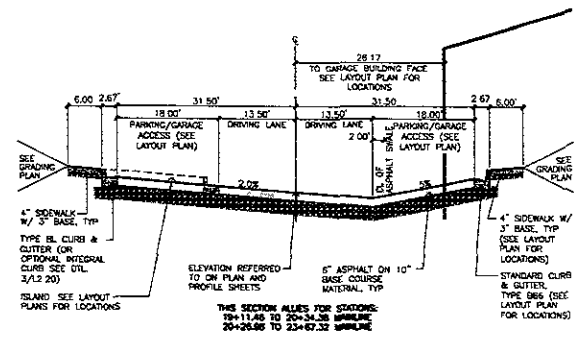 ℄
26.17
TO GARAGE BUILDING FACE
SEE LAYOUT PLAN FOR
LOCATIONS
6.00' 2.67' 31.50' 31.50' 2.67 6.00'
18.00' 13.50' 13.50' 18.00'
PARKING/GARAGE
ACCESS (SEE
LAYOUT PLAN)
DRIVING LANE
DRIVING LANE
PARKING/GARAGE
ACCESS (SEE
LAYOUT PLAN)
2.00'
CL OF
ASPHALT SWALE
SEE
GRADING
PLAN
SEE
GRADING
PLAN
2.0%
5%
4" SIDEWALK
W/ 3" BASE, TYP
TYPE BL CURB &
GUTTER (OR
OPTIONAL INTEGRAL
CURB SEE DTL
3/L2 20)
ISLAND SEE LAYOUT
PLANS FOR LOCATIONS
ELEVATION REFERRED
TO ON PLAN AND
PROFILE SHEETS
6" ASPHALT ON 10"
BASE COURSE
MATERIAL, TYP
4" SIDEWALK W/
3" BASE, TYP
(SEE LAYOUT
PLAN FOR
LOCATIONS)
STANDARD CURB
& GUTTER,
TYPE B66 (SEE
LAYOUT PLAN
FOR LOCATIONS)
THIS SECTION ALLIES FOR STATIONS:
19+11.46 TO 20+34.36 MAINLINE
20+26.95 TO 23+67.32 MAINLINE